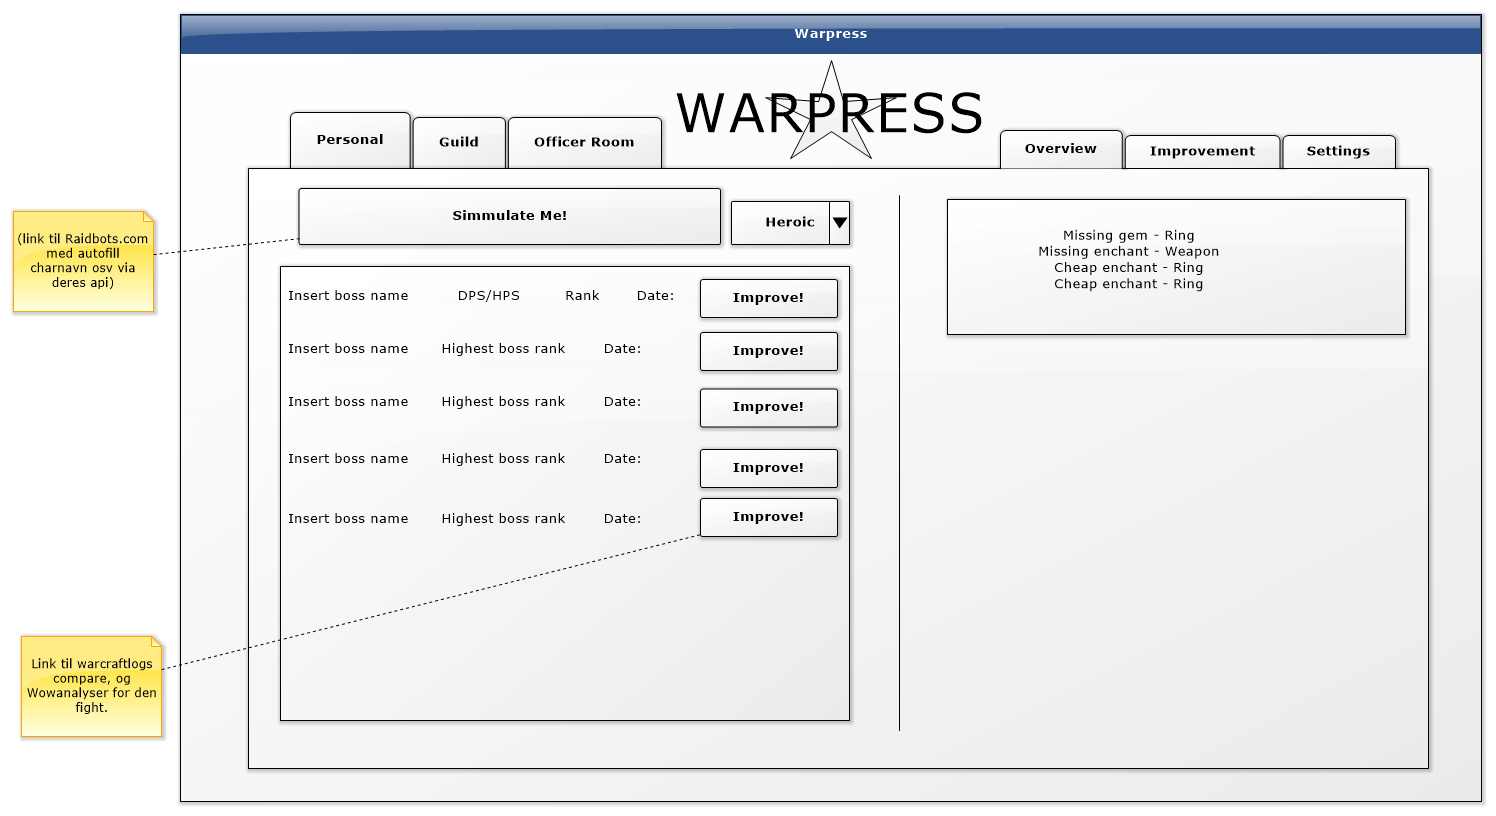 Warpress
WARPRESS
Personal
Guild
Officer Room
Overview
Improvement
Settings
Simmulate Me!
Heroic
(link til Raidbots.com
med autofill
charnavn osv via
deres api)
Insert boss name DPS/HPS Rank Date: Improve!
Insert boss name Highest boss rank Date: Improve!
Insert boss name Highest boss rank Date: Improve!
Insert boss name Highest boss rank Date: Improve!
Insert boss name Highest boss rank Date: Improve!
Missing gem - Ring
Missing enchant - Weapon
Cheap enchant - Ring
Cheap enchant - Ring
Link til warcraftlogs
compare, og
Wowanalyser for den
fight.